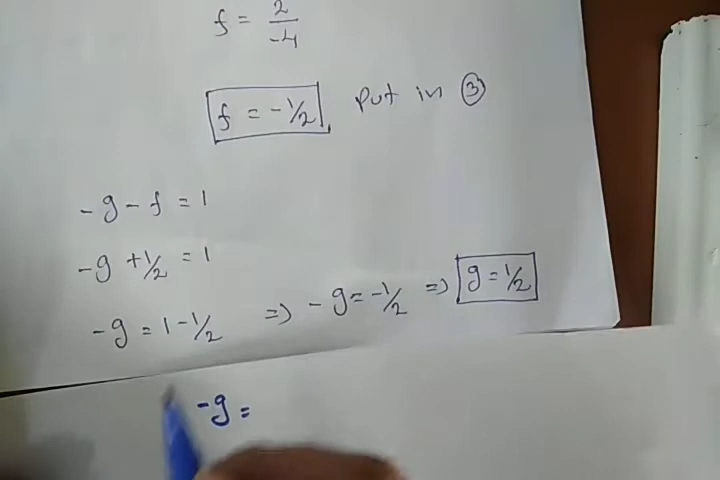 f = 2/-4
f = -1/2, Put in ③
-g - f = 1
-g + 1/2 = 1
-g = 1 - 1/2 => -g = -1/2 => g = 1/2
-g =